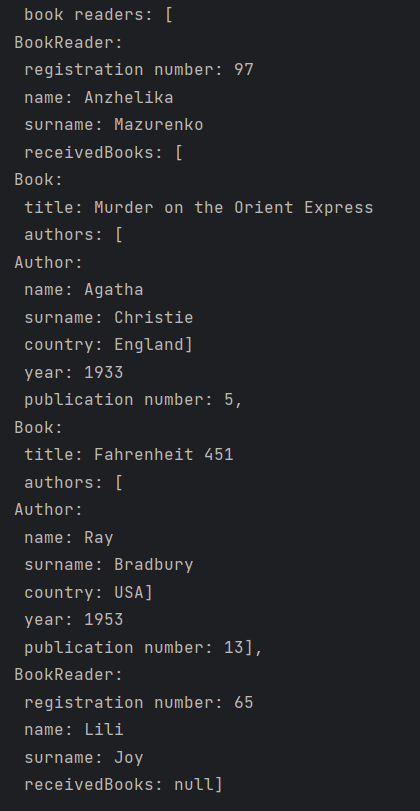 book readers: [
BookReader:
registration number: 97
name: Anzhelika
surname: Mazurenko
receivedBooks: [
Book:
title: Murder on the Orient Express
authors: [
Author:
name: Agatha
surname: Christie
country: England]
year: 1933
publication number: 5,
Book:
title: Fahrenheit 451
authors: [
Author:
name: Ray
surname: Bradbury
country: USA]
year: 1953
publication number: 13],
BookReader:
registration number: 65
name: Lili
surname: Joy
receivedBooks: null]